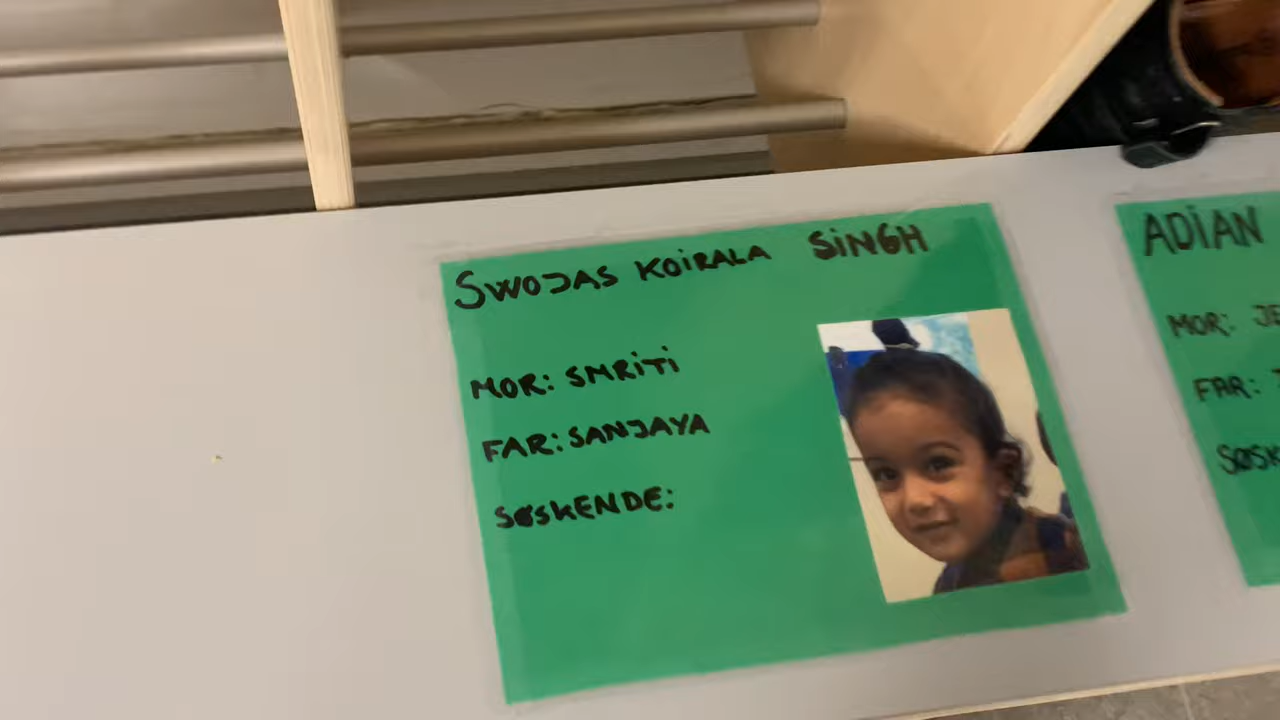 SWOJAS KOIRALA SINGH
MOR: SMRITI
FAR: SANJAYA
SØSKENDE:
ADIAN
MOR:
FAR: